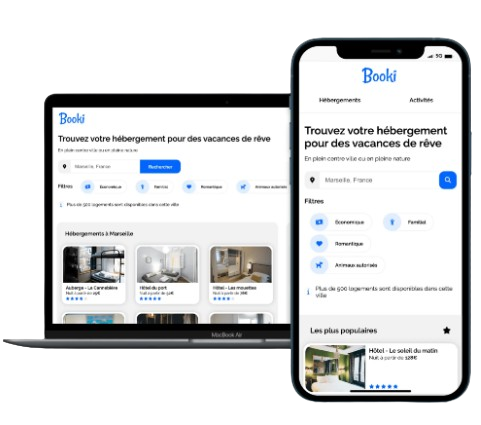 Booki
Trouvez votre hébergement pour des vacances de rêve
En plein centre ville ou en pleine nature
Marseille, France
Rechercher
Filtres
Économique
Familial
Romantique
Animaux autorisés
Plus de 500 logements sont disponibles dans cette ville
Hébergements à Marseille
Auberge - La Cannebière
Nuit à partir de 25€
Hôtel du port
Nuit à partir de 52€
Hôtel - Les mouettes
Nuit à partir de
MacBook Air
5G
Booki
Hébergements
Activités
Trouvez votre hébergement
pour des vacances de rêve
En plein centre ville ou en pleine nature
Marseille, France
Filtres
Économique
Familial
Romantique
Animaux autorisés
Plus de 500 logements sont disponibles dans cette
ville
Les plus populaires
Hôtel - Le soleil du matin
Nuit à partir de 128€